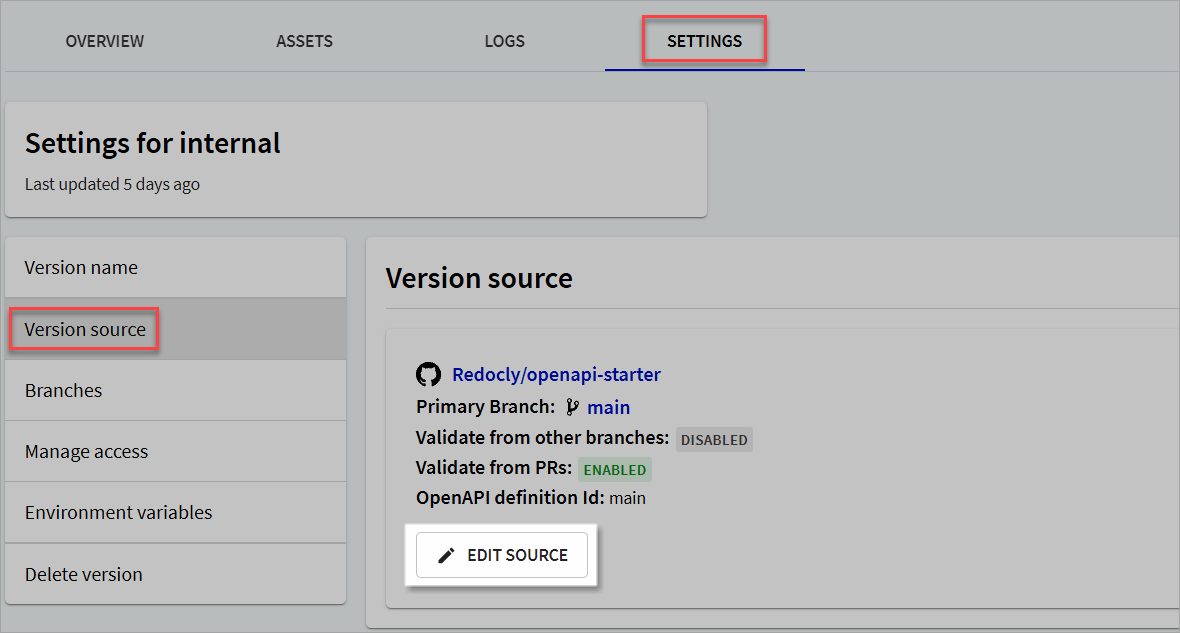 OVERVIEW ASSETS LOGS SETTINGS
Settings for internal
Last updated 5 days ago
Version name
Version source
Branches
Manage access
Environment variables
Delete version
Version source
Redocly/openapi-starter
Primary Branch: main
Validate from other branches: DISABLED
Validate from PRs: ENABLED
OpenAPI definition Id: main
EDIT SOURCE